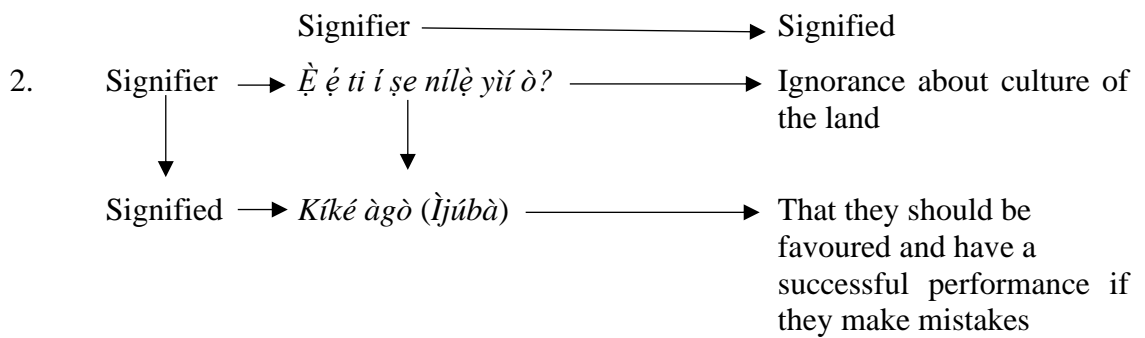 Signifier Signified
2. Signifier Ẹ̀ ẹ́ ti í ṣe nílẹ̀ yìí ò? Ignorance about culture of
the land
Signified Kíké àgò (Ìjúbà) That they should be
favoured and have a
successful performance if
they make mistakes